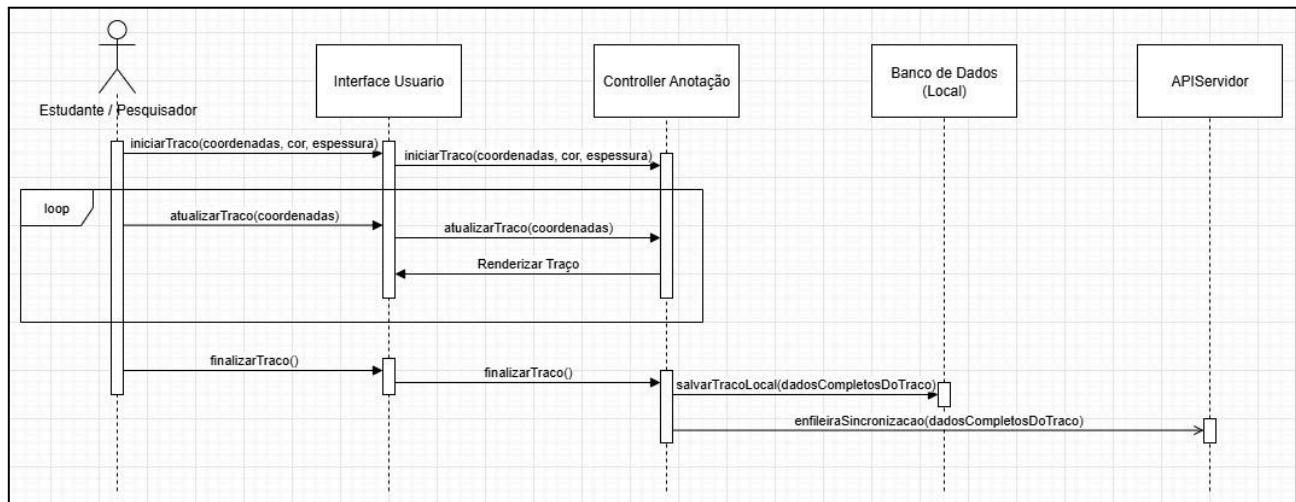 Estudante / Pesquisador
Interface Usuario
Controller Anotação
Banco de Dados
(Local)
APIServidor
iniciarTraco(coordenadas, cor, espessura)
iniciarTraco(coordenadas, cor, espessura)
loop
atualizarTraco(coordenadas)
atualizarTraco(coordenadas)
Renderizar Traço
finalizarTraco()
finalizarTraco()
salvarTracoLocal(dadosCompletosDoTraco)
enfileiraSincronizacao(dadosCompletosDoTraco)